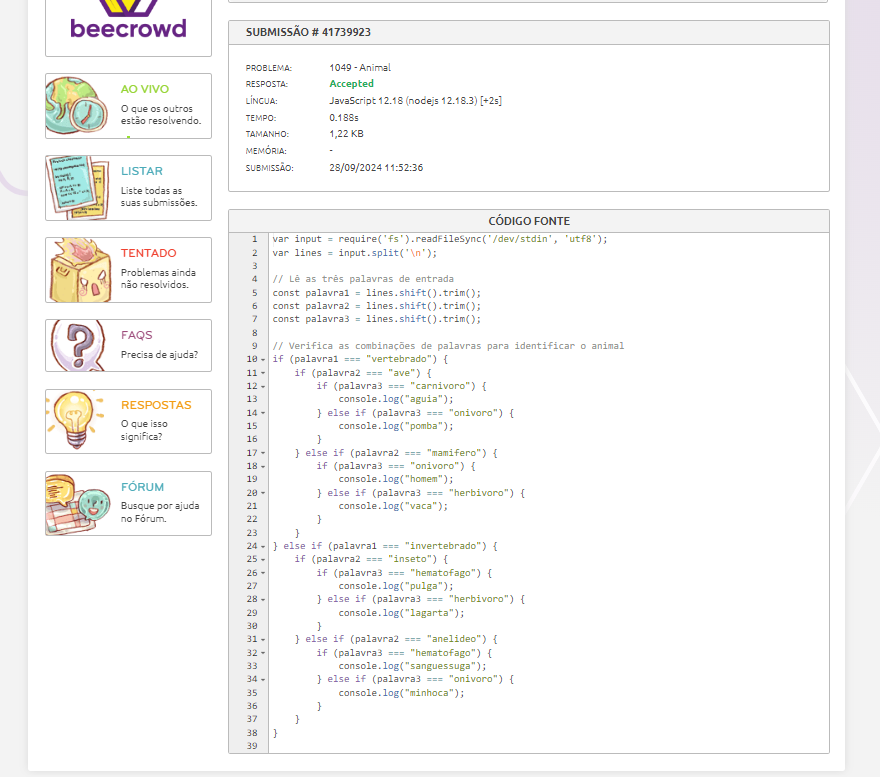 beecrowd
AO VIVO
O que os outros
estão resolvendo.
LISTAR
Liste todas as
suas submissões.
TENTADO
Problemas ainda
não resolvidos.
FAQS
Precisa de ajuda?
RESPOSTAS
O que isso
significa?
FÓRUM
Busque por ajuda
no Fórum.
SUBMISSÃO # 41739923
PROBLEMA: 1049 - Animal
RESPOSTA: Accepted
LÍNGUA: JavaScript 12.18 (nodejs 12.18.3) [+2s]
TEMPO: 0.188s
TAMANHO: 1,22 KB
MEMÓRIA: -
SUBMISSÃO: 28/09/2024 11:52:36
CÓDIGO FONTE
1 var input = require('fs').readFileSync('/dev/stdin', 'utf8');
2 var lines = input.split('\n');
3
4 // Lê as três palavras de entrada
5 const palavra1 = lines.shift().trim();
6 const palavra2 = lines.shift().trim();
7 const palavra3 = lines.shift().trim();
8
9 // Verifica as combinações de palavras para identificar o animal
10 if (palavra1 === "vertebrado") {
11     if (palavra2 === "ave") {
12         if (palavra3 === "carnivoro") {
13             console.log("aguia");
14         } else if (palavra3 === "onivoro") {
15             console.log("pomba");
16         }
17     } else if (palavra2 === "mamifero") {
18         if (palavra3 === "onivoro") {
19             console.log("homem");
20         } else if (palavra3 === "herbivoro") {
21             console.log("vaca");
22         }
23     }
24 } else if (palavra1 === "invertebrado") {
25     if (palavra2 === "inseto") {
26         if (palavra3 === "hematofago") {
27             console.log("pulga");
28         } else if (palavra3 === "herbivoro") {
29             console.log("lagarta");
30         }
31     } else if (palavra2 === "anelideo") {
32         if (palavra3 === "hematofago") {
33             console.log("sanguessuga");
34         } else if (palavra3 === "onivoro") {
35             console.log("minhoca");
36         }
37     }
38 }
39